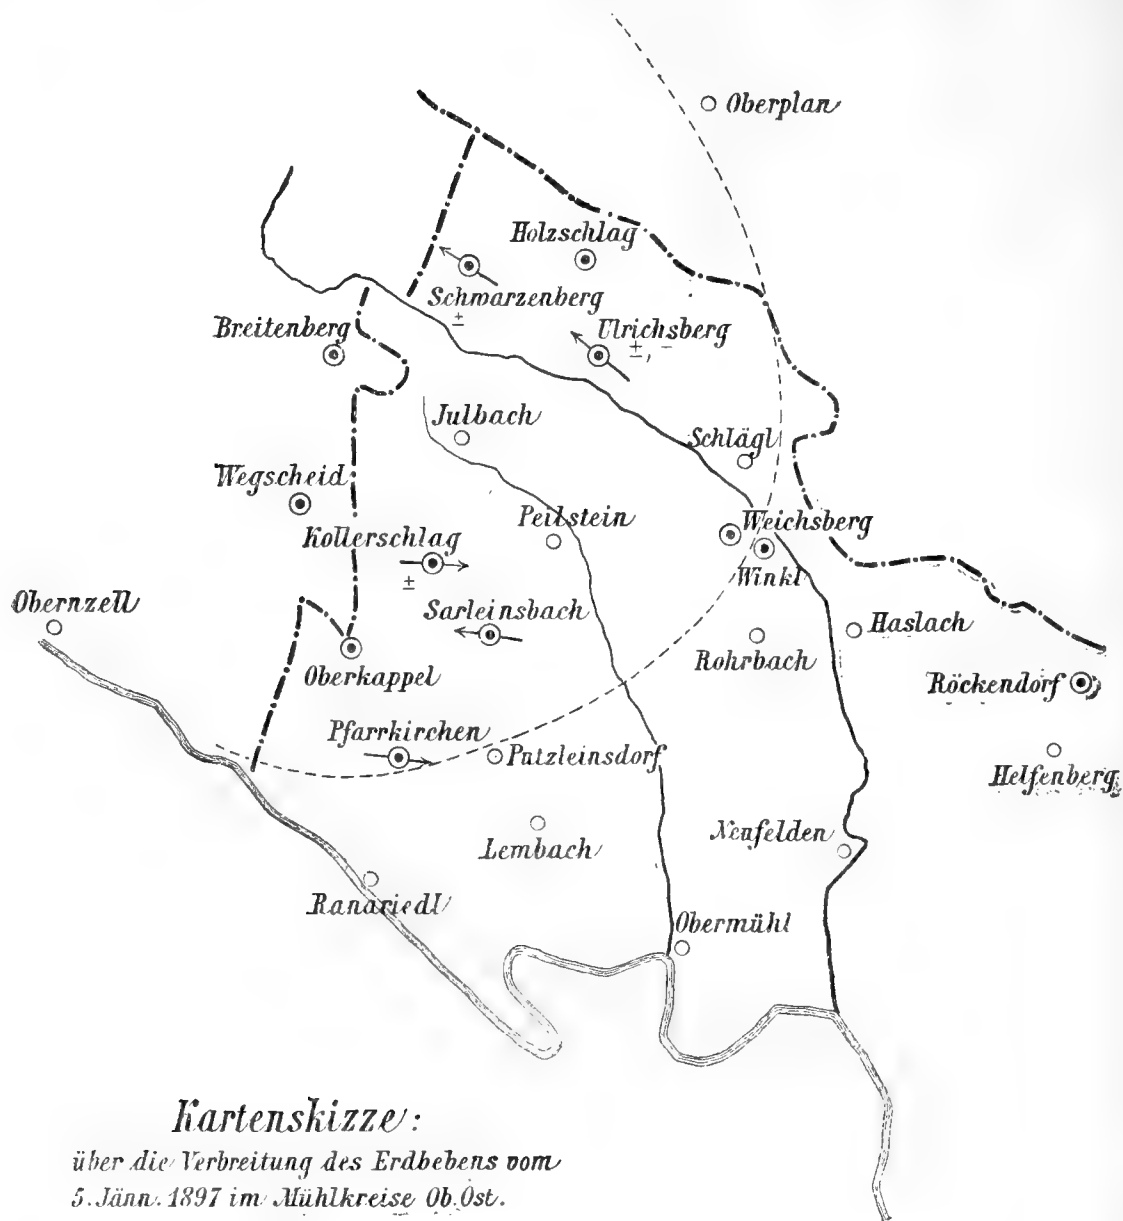 Oberplan
Holzschlag
Schwarzenberg
±
Ulrichsberg
±, −
Breitenberg
Julbach
Schlägl
Wegscheid
Peilstein
Weichsberg
Kollerschlag
±
Winkl
Obernzell
Sarleinsbach
Haslach
Rohrbach
Oberkappel
Röckendorf
Pfarrkirchen
Putzleinsdorf
Helfenberg
Neufelden
Lembach
Ranariedl
Obermühl
Kartenskizze:
über die Verbreitung des Erdbebens vom
5. Jänn. 1897 im Mühlkreise Ob. Öst.